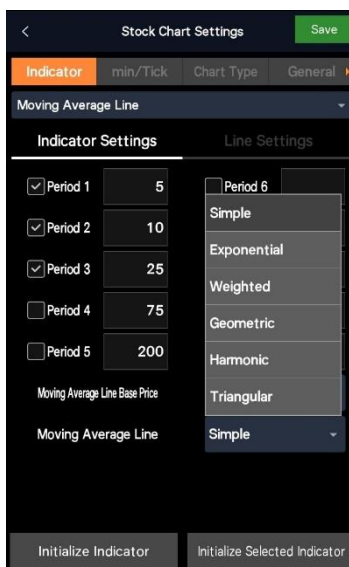 Stock Chart Settings
Save
Indicator
min/Tick
Chart Type
General
Moving Average Line
Indicator Settings
Line Settings
Period 1
5
Period 6
Period 2
10
Period 3
25
Period 4
75
Period 5
200
Simple
Exponential
Weighted
Geometric
Harmonic
Triangular
Moving Average Line Base Price
Moving Average Line
Simple
Initialize Indicator
Initialize Selected Indicator